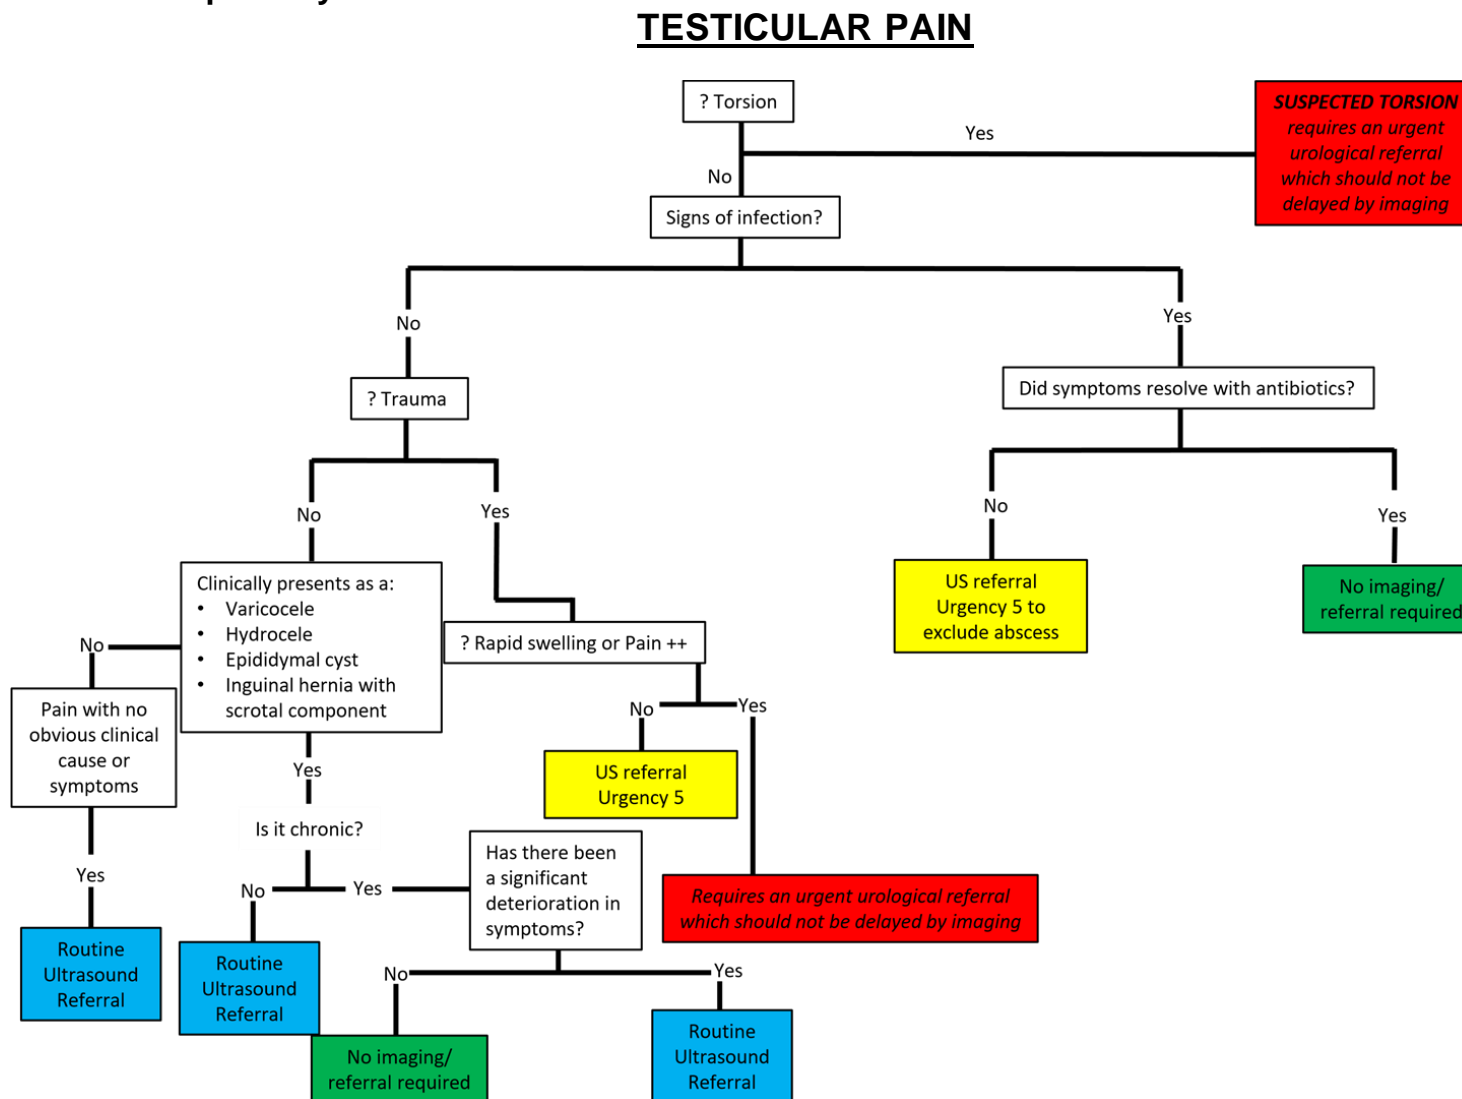 TESTICULAR PAIN
? Torsion
Yes
SUSPECTED TORSION
requires an urgent
urological referral
which should not be
delayed by imaging
No
Signs of infection?
No
Yes
? Trauma
Did symptoms resolve with antibiotics?
No
Yes
No
Yes
Clinically presents as a:
• Varicocele
• Hydrocele
• Epididymal cyst
• Inguinal hernia with
scrotal component
US referral
Urgency 5 to
exclude abscess
No imaging/
referral required
? Rapid swelling or Pain ++
No
Pain with no
obvious clinical
cause or
symptoms
No
Yes
Yes
US referral
Urgency 5
Is it chronic?
Has there been
a significant
deterioration in
symptoms?
Yes
No
Yes
Requires an urgent urological referral
which should not be delayed by imaging
Routine
Ultrasound
Referral
Routine
Ultrasound
Referral
No
Yes
No imaging/
referral required
Routine
Ultrasound
Referral